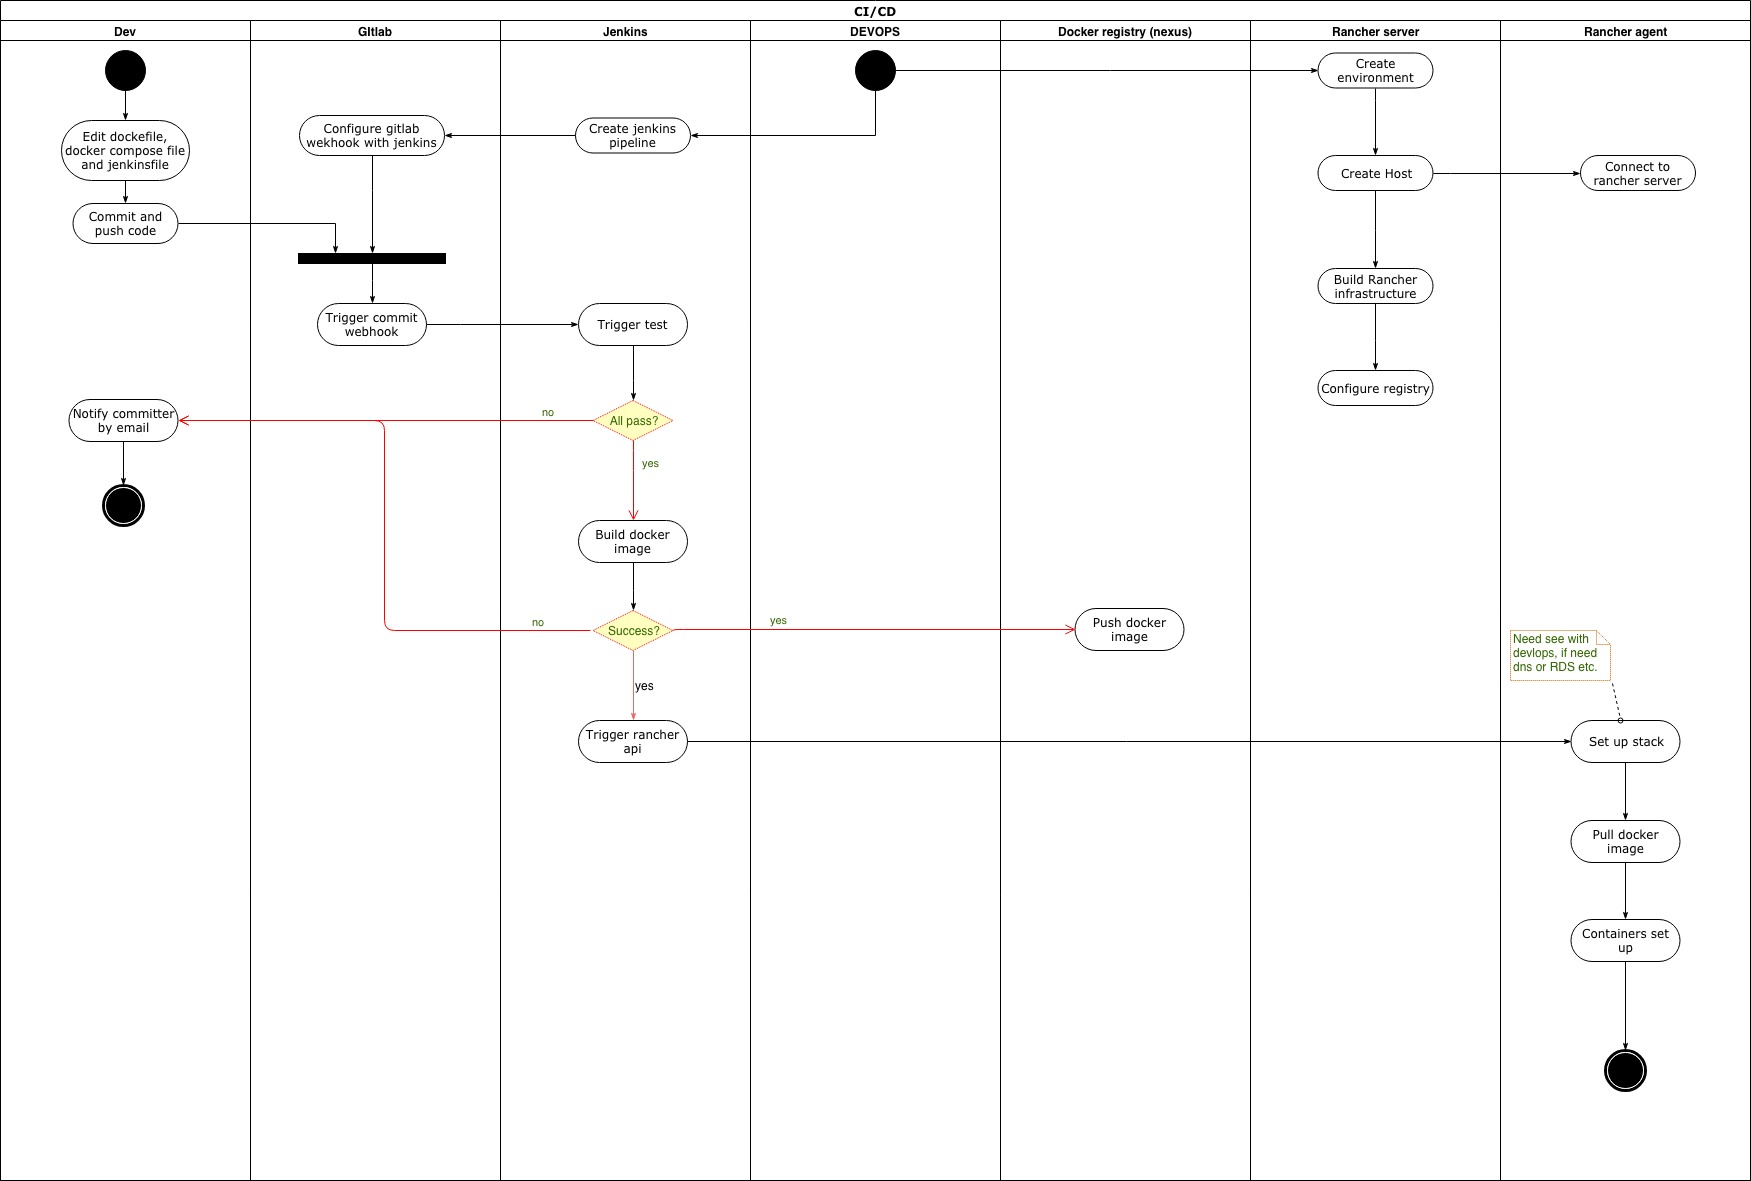 CI/CD
Dev
GItlab
Jenkins
DEVOPS
Docker registry (nexus)
Rancher server
Rancher agent
Create
environment
Edit dockefile,
docker compose file
and jenkinsfile
Configure gitlab
wekhook with jenkins
Create jenkins
pipeline
Create Host
Connect to
rancher server
Commit and
push code
Build Rancher
infrastructure
Trigger commit
webhook
Trigger test
Configure registry
Notify committer
by email
no
All pass?
yes
Build docker
image
no
Success?
yes
Push docker
image
Need see with
devlops, if need
dns or RDS etc.
yes
Trigger rancher
api
Set up stack
Pull docker
image
Containers set
up